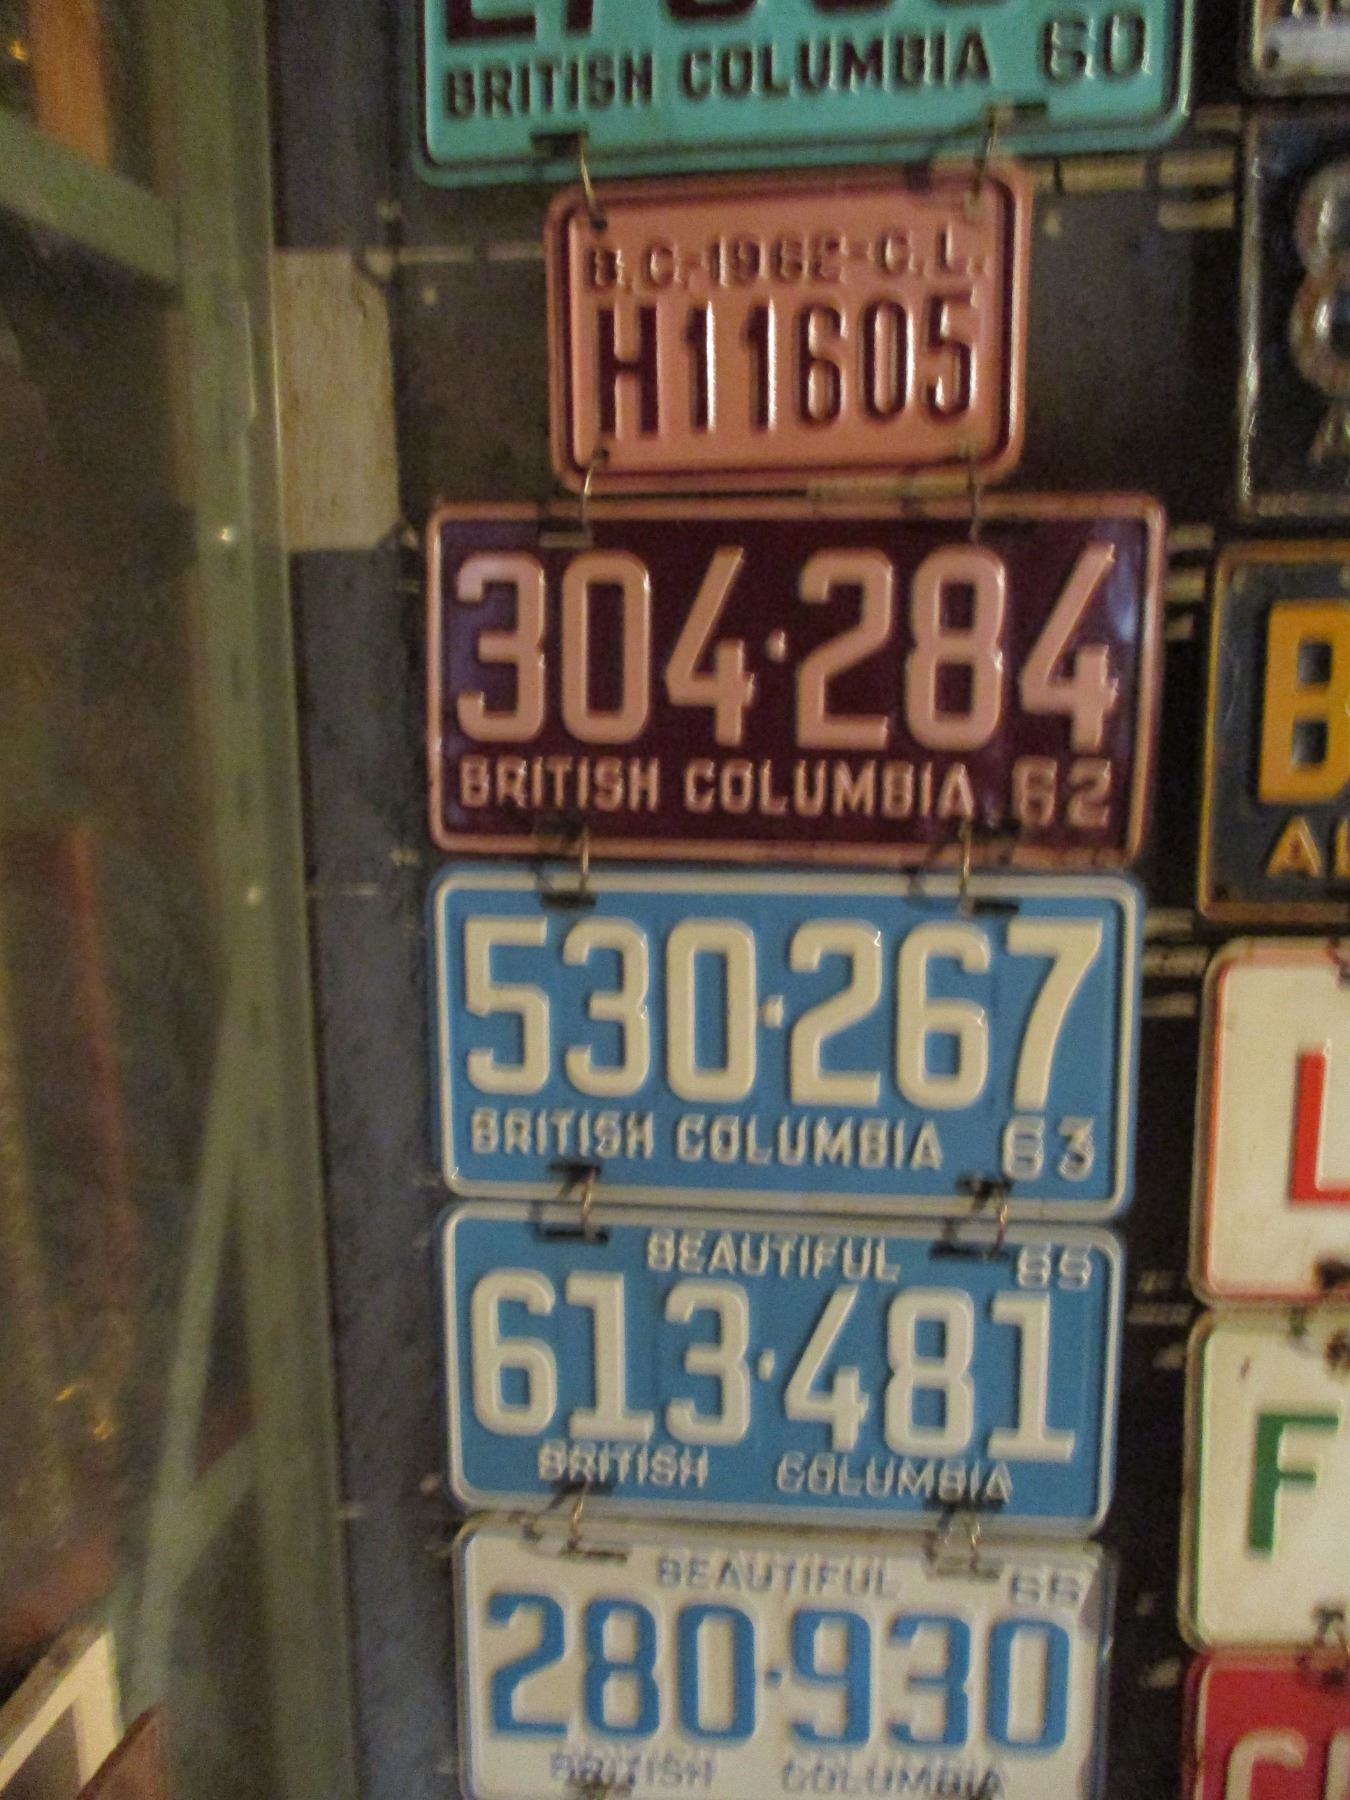 BRITISH COLUMBIA 60
B.C.-1962-C.L.
H11605
304·284
BRITISH COLUMBIA 62
530·267
BRITISH COLUMBIA 63
BEAUTIFUL 65
613·481
BRITISH COLUMBIA
BEAUTIFUL 66
280·930
BRITISH COLUMBIA
B
L
F